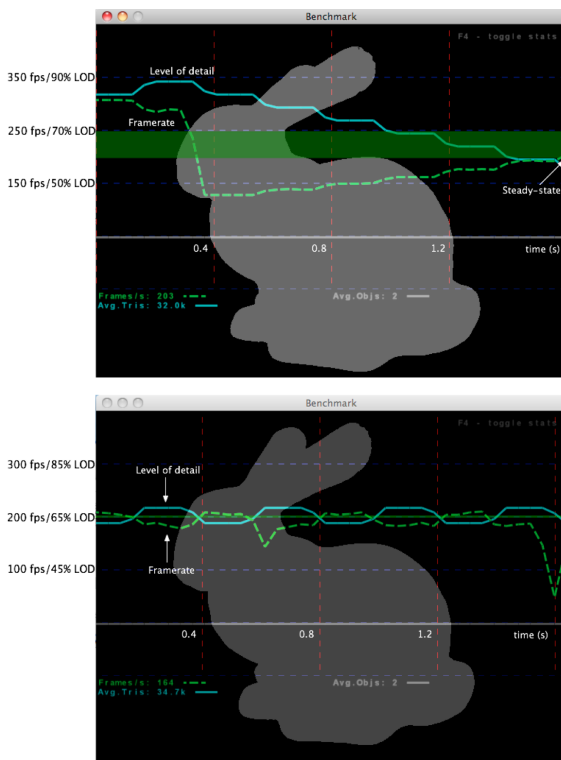 Benchmark
F4 - toggle stats
350 fps/90% LOD
Level of detail
Framerate
250 fps/70% LOD
150 fps/50% LOD
Steady-state
0.4 0.8 1.2 time (s)
Frames/s: 203 Avg.Objs: 2
Avg.Tris: 32.0k
Benchmark
F4 - toggle stats
300 fps/85% LOD
Level of detail
200 fps/65% LOD
100 fps/45% LOD
Framerate
0.4 0.8 1.2 time (s)
Frames/s: 164 Avg.Objs: 2
Avg.Tris: 34.7k